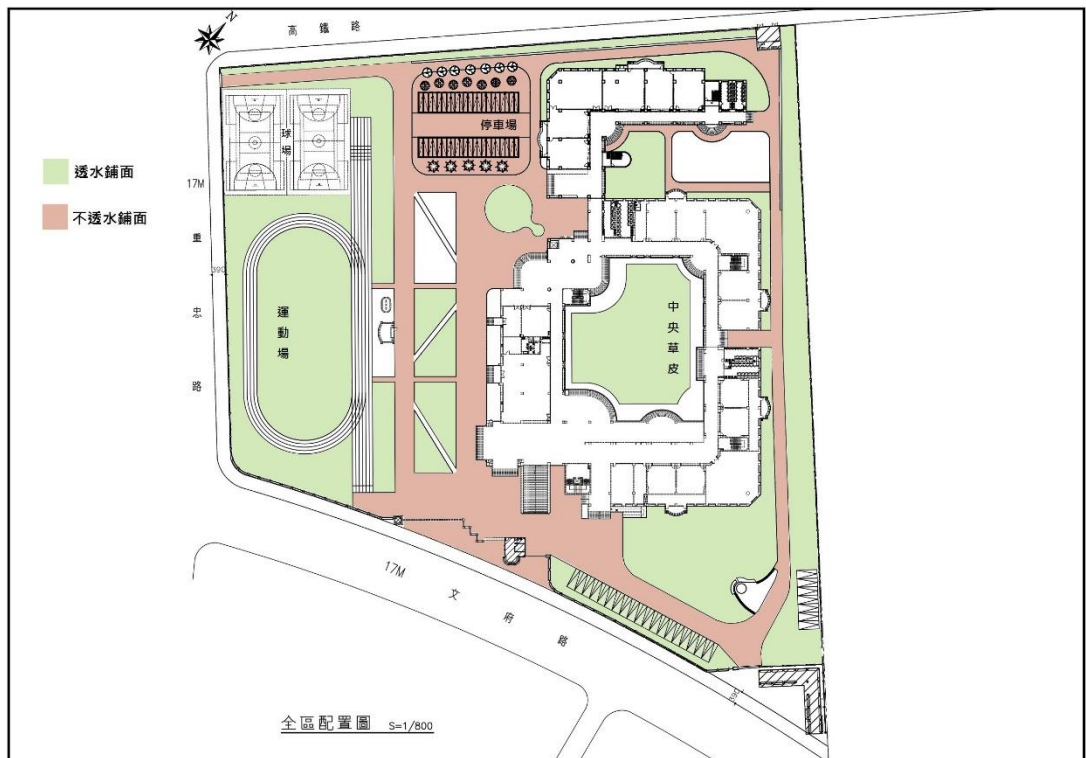 N
高鐵路
停車場
球場
透水鋪面
不透水鋪面
17M
重忠路
390
運動場
中央草皮
17M
文府路
390
全區配置圖 S=1/800